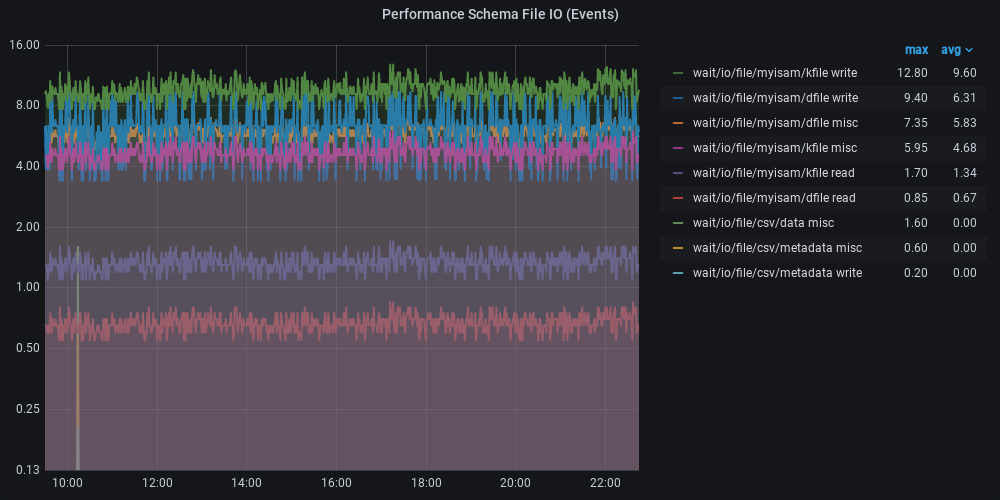 Performance Schema File IO (Events)
max avg
wait/io/file/myisam/kfile write 12.80 9.60
wait/io/file/myisam/dfile write 9.40 6.31
wait/io/file/myisam/dfile misc 7.35 5.83
wait/io/file/myisam/kfile misc 5.95 4.68
wait/io/file/myisam/kfile read 1.70 1.34
wait/io/file/myisam/dfile read 0.85 0.67
wait/io/file/csv/data misc 1.60 0.00
wait/io/file/csv/metadata misc 0.60 0.00
wait/io/file/csv/metadata write 0.20 0.00
16.00
8.00
4.00
2.00
1.00
0.50
0.25
0.13
10:00 12:00 14:00 16:00 18:00 20:00 22:00